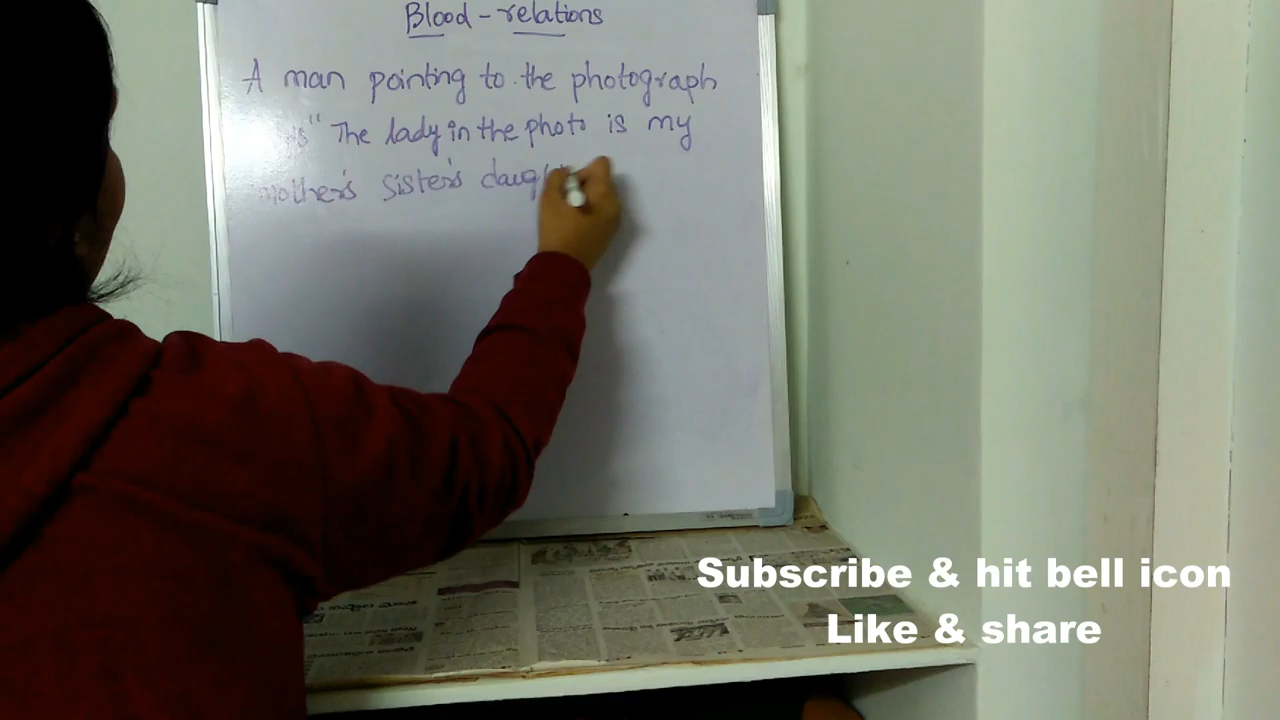 Blood - relations
A man pointing to the photograph
" The lady in the photo is my
mother's sister's daugh
Subscribe & hit bell icon
Like & share